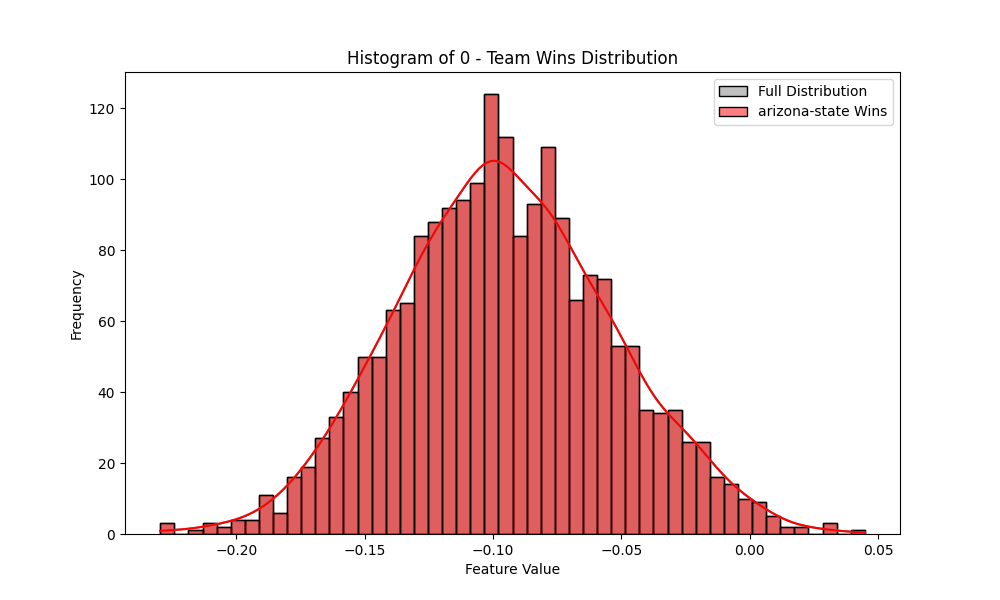 Histogram of 0 - Team Wins Distribution
Full Distribution
arizona-state Wins
120
100
80
60
40
20
0
Frequency
−0.20
−0.15
−0.10
−0.05
0.00
0.05
Feature Value